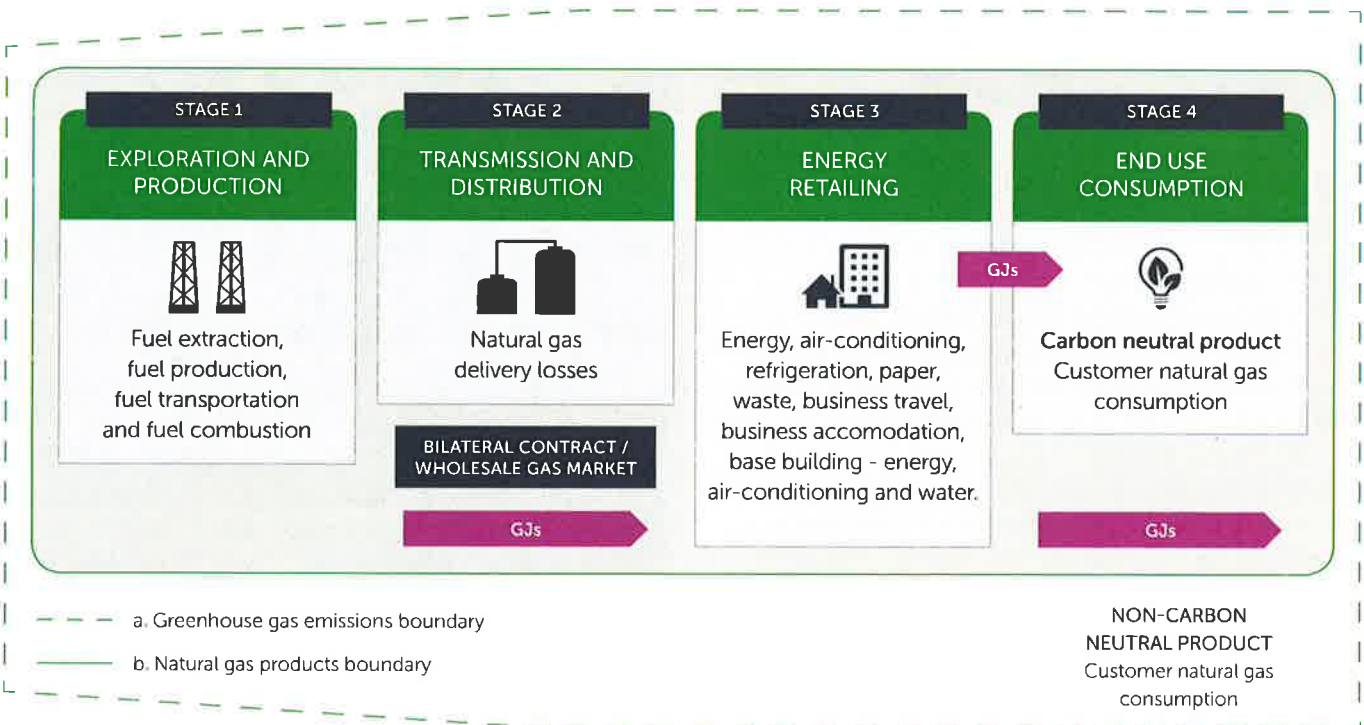 STAGE 1
EXPLORATION AND
PRODUCTION
Fuel extraction,
fuel production,
fuel transportation
and fuel combustion
STAGE 2
TRANSMISSION AND
DISTRIBUTION
Natural gas
delivery losses
BILATERAL CONTRACT /
WHOLESALE GAS MARKET
GJs
STAGE 3
ENERGY
RETAILING
Energy, air-conditioning,
refrigeration, paper,
waste, business travel,
business accomodation,
base building - energy,
air-conditioning and water.
GJs
STAGE 4
END USE
CONSUMPTION
Carbon neutral product
Customer natural gas
consumption
GJs
a. Greenhouse gas emissions boundary
b. Natural gas products boundary
NON-CARBON
NEUTRAL PRODUCT
Customer natural gas
consumption